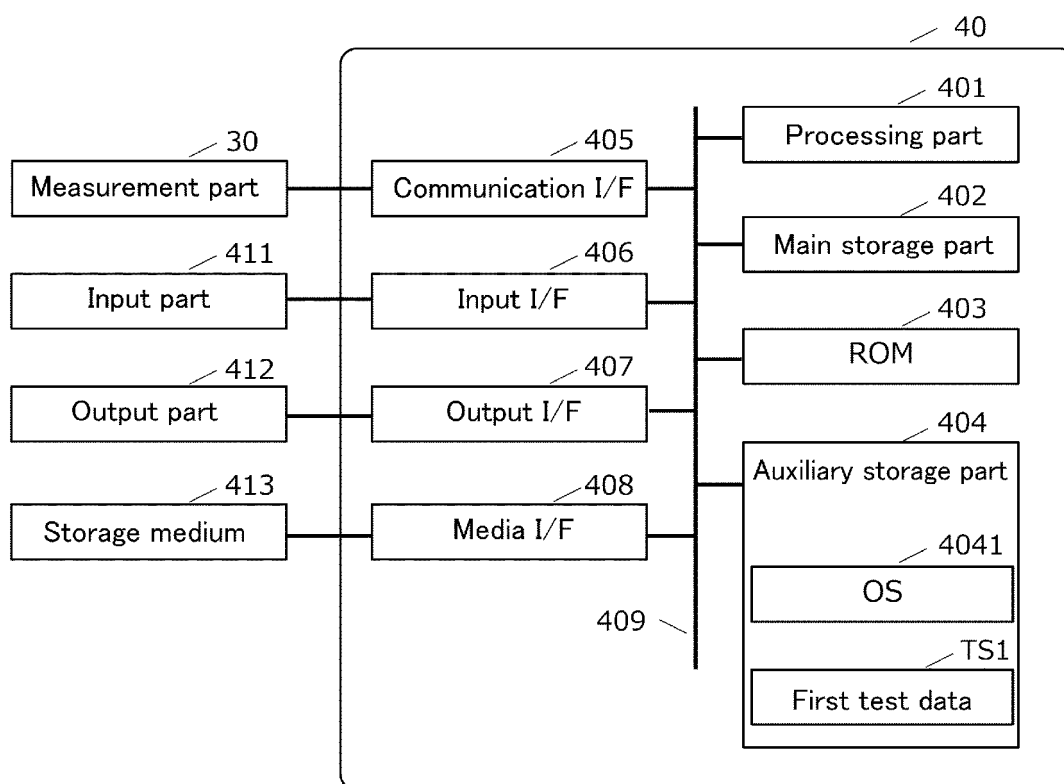 40
401
Processing part
30
405
Measurement part
Communication I/F
402
Main storage part
411
406
Input part
Input I/F
403
ROM
412
407
Output part
Output I/F
404
Auxiliary storage part
413
408
Storage medium
Media I/F
4041
OS
409
TS1
First test data